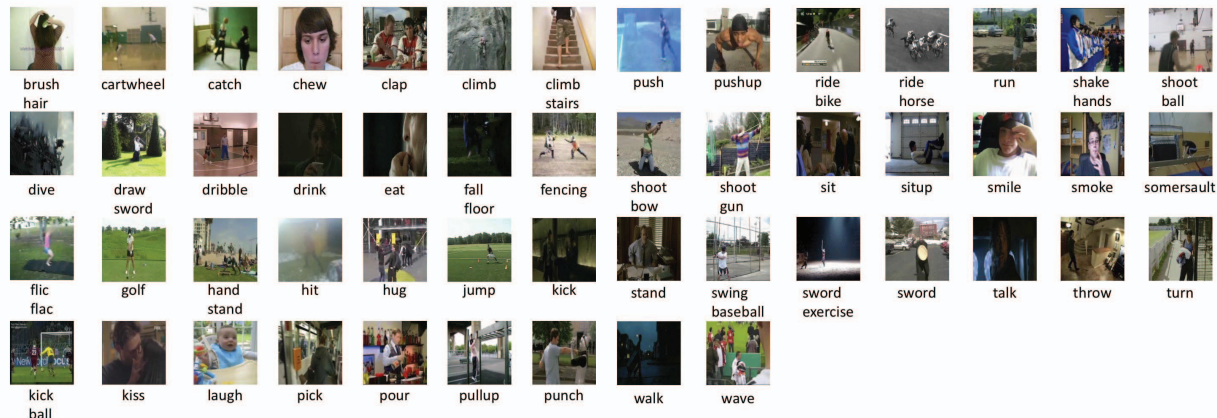 brush hair
cartwheel
catch
chew
clap
climb
climb stairs
push
pushup
ride bike
ride horse
run
shake hands
shoot ball
dive
draw sword
dribble
drink
eat
fall floor
fencing
shoot bow
shoot gun
sit
situp
smile
smoke
somersault
flic flac
golf
hand stand
hit
hug
jump
kick
stand
swing baseball
sword exercise
sword
talk
throw
turn
kick ball
kiss
laugh
pick
pour
pullup
punch
walk
wave